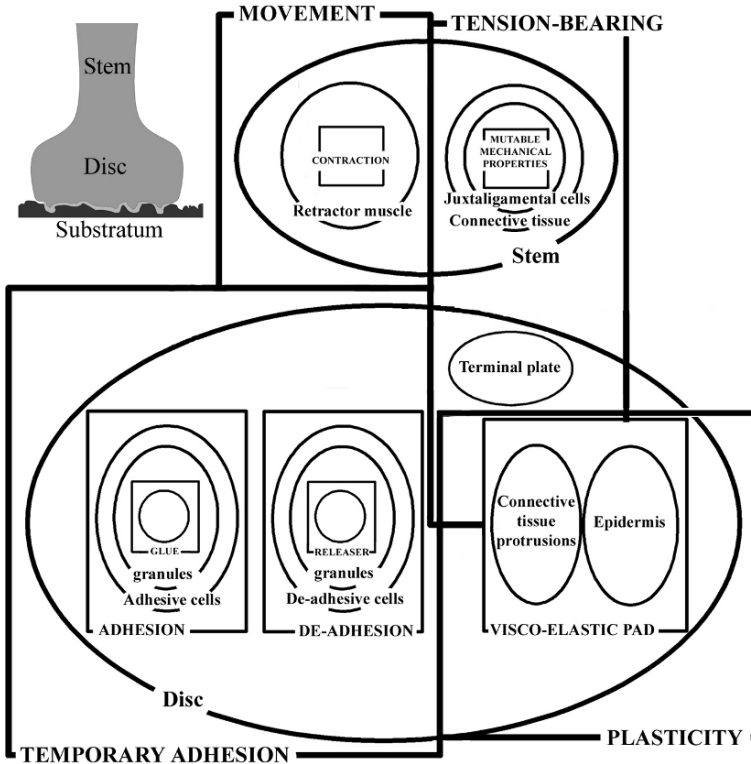 MOVEMENT
TENSION-BEARING
Stem
Disc
Substratum
CONTRACTION
Retractor muscle
MUTABLE
MECHANICAL
PROPERTIES
Juxtaligamental cells
Connective tissue
Stem
Terminal plate
GLUE
granules
Adhesive cells
ADHESION
RELEASER
granules
De-adhesive cells
DE-ADHESION
Connective
tissue
protrusions
Epidermis
VISCO-ELASTIC PAD
Disc
TEMPORARY ADHESION
PLASTICITY